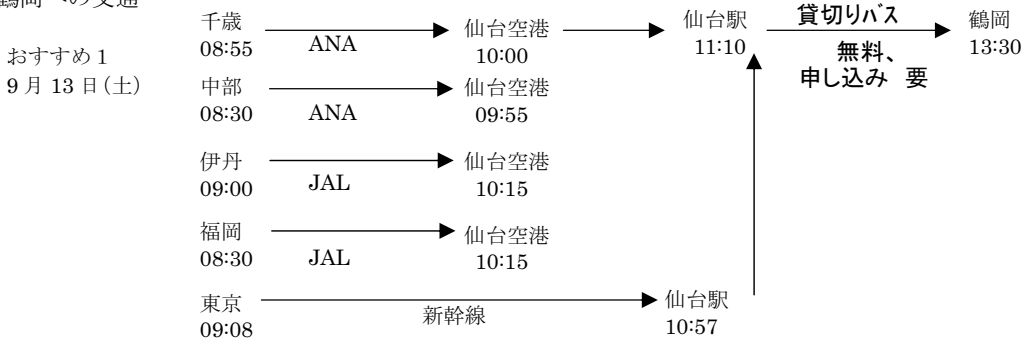 鶴岡への交通
おすすめ1
9月13日(土)
千歳 仙台空港 仙台駅 貸切りバス 鶴岡
08:55 ANA 10:00 11:10 無料、 13:30
申し込み 要
中部 仙台空港
08:30 ANA 09:55
伊丹 仙台空港
09:00 JAL 10:15
福岡 仙台空港
08:30 JAL 10:15
東京 新幹線 仙台駅
09:08 10:57